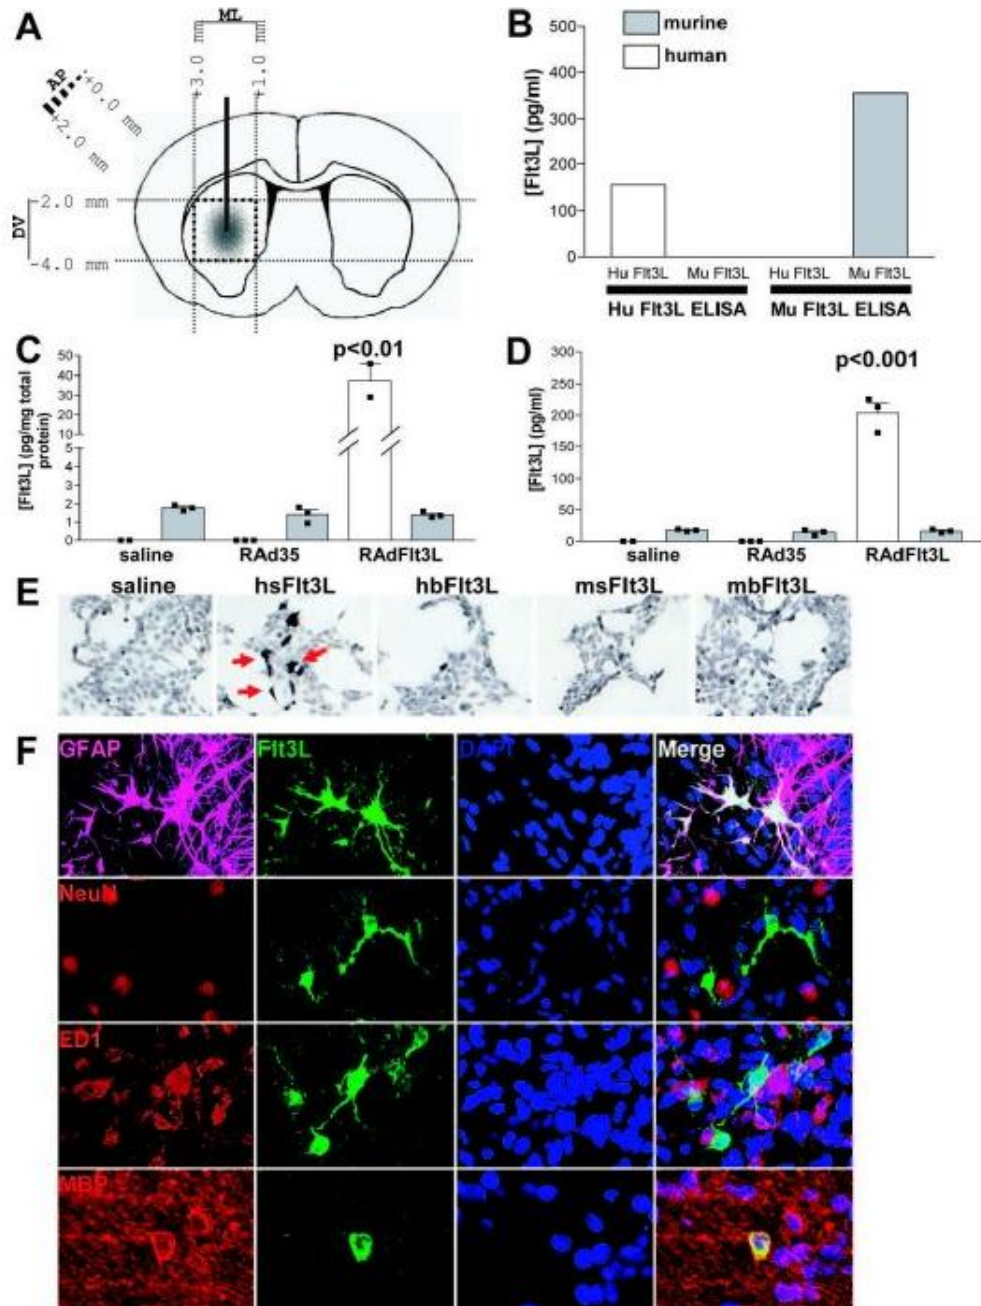 A
ML
+3.0 mm
+1.0 mm
AP
+0.0 mm
+2.0 mm
DV
-2.0 mm
-4.0 mm
B
murine
human
[Flt3L] (pg/ml)
500
400
300
200
100
0
Hu Flt3L Mu Flt3L Hu Flt3L Mu Flt3L
Hu Flt3L ELISA Mu Flt3L ELISA
C
p<0.01
[Flt3L] (pg/mg total
protein)
50
40
30
20
10
5
4
3
2
1
0
saline RAd35 RAdFlt3L
D
p<0.001
[Flt3L] (pg/ml)
300
250
200
150
100
50
0
saline RAd35 RAdFlt3L
E
saline hsFlt3L hbFlt3L msFlt3L mbFlt3L
F
GFAP Flt3L DAPI Merge
NeuN
ED1
MBP